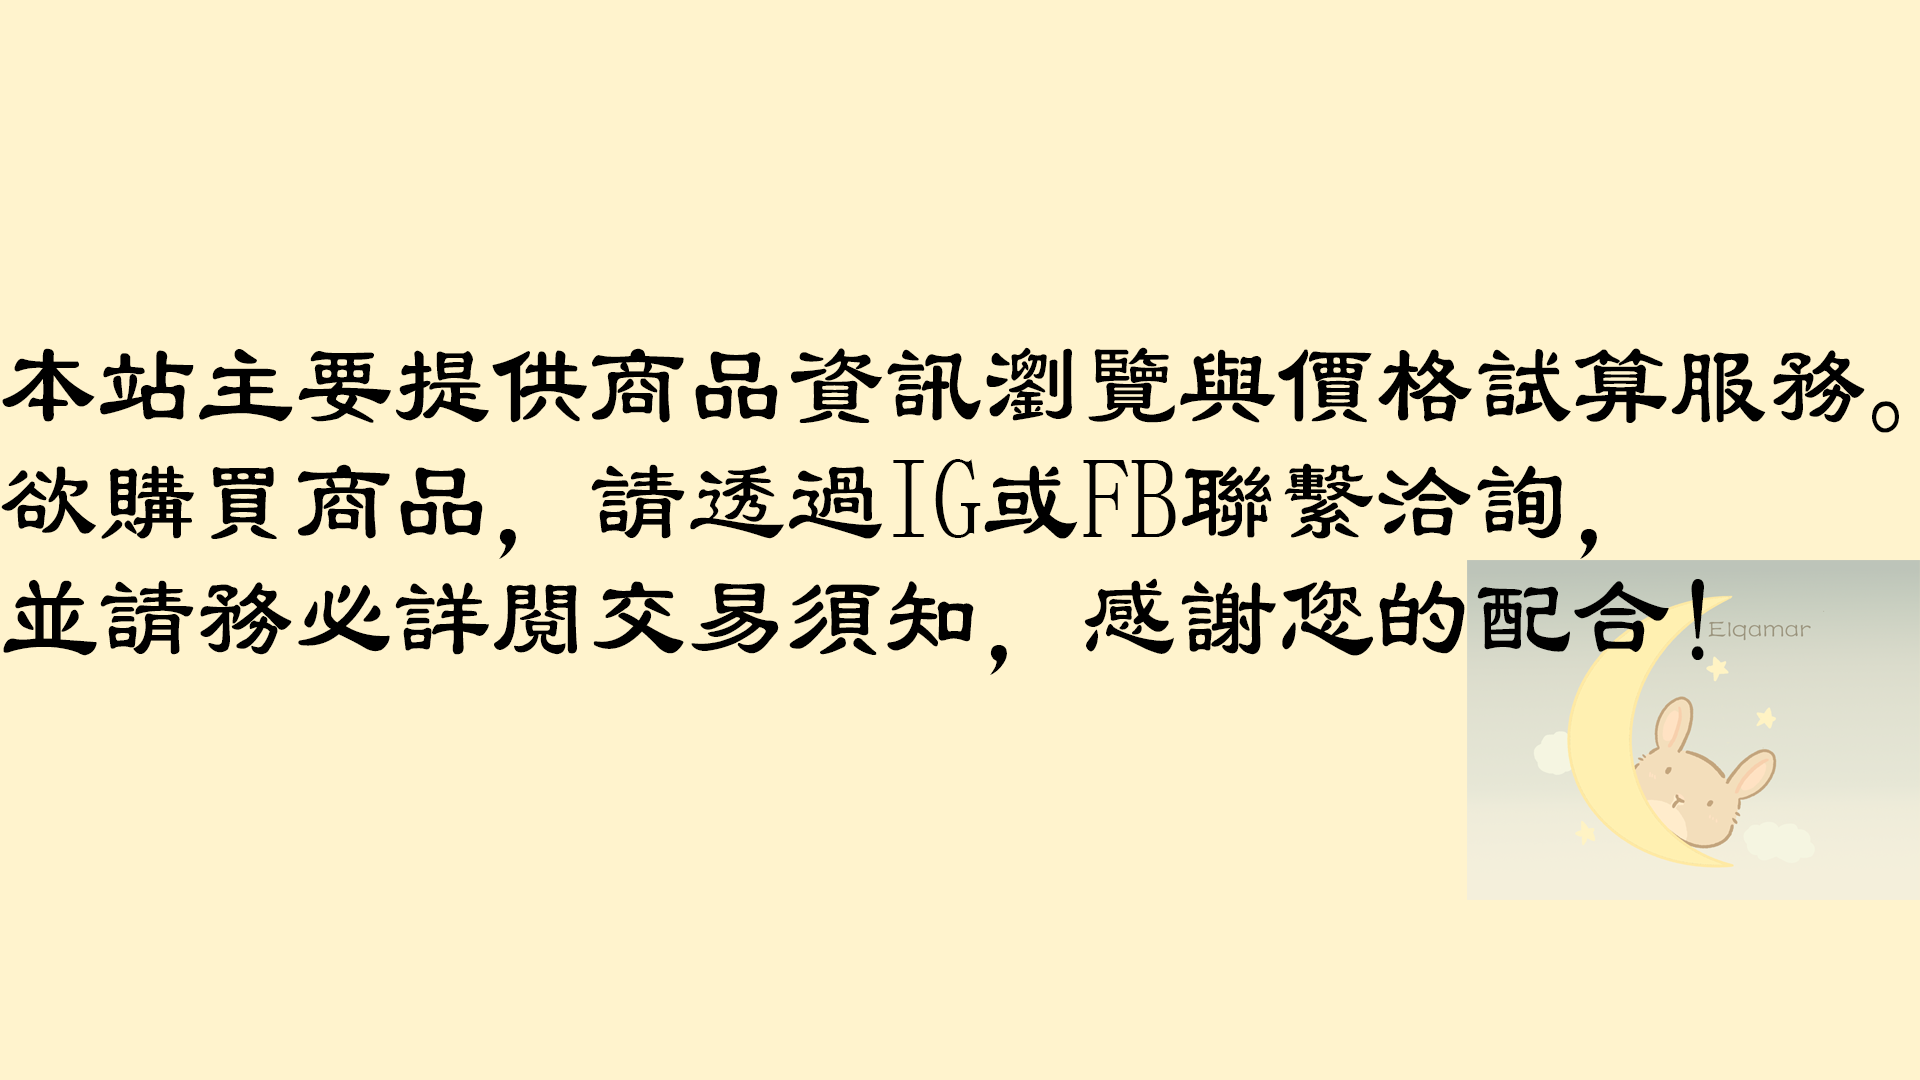 本站主要提供商品資訊瀏覽與價格試算服務。
欲購買商品，請透過IG或FB聯繫洽詢，
並請務必詳閱交易須知，感謝您的配合！
Elqamar